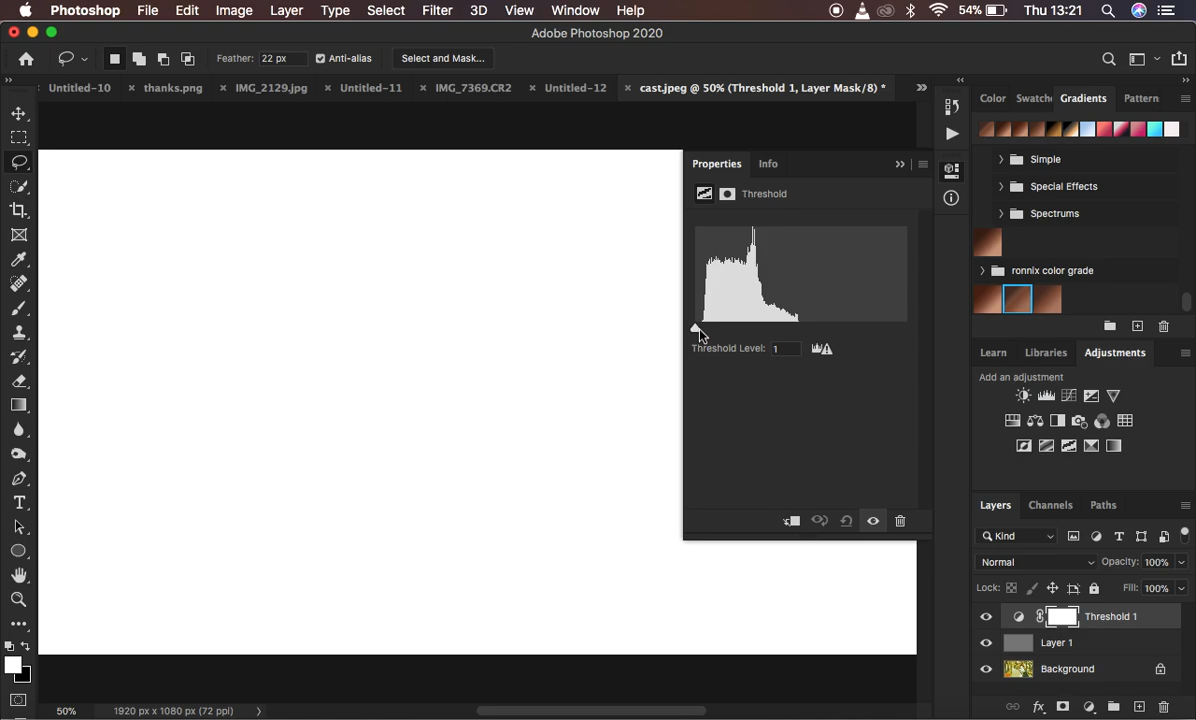 Photoshop File Edit Image Layer Type Select Filter 3D View Window Help 54% Thu 13:21
Adobe Photoshop 2020
Feather: 22 px Anti-alias Select and Mask...
Untitled-10 thanks.png IMG_2129.jpg Untitled-11 IMG_7369.CR2 Untitled-12 cast.jpeg @ 50% (Threshold 1, Layer Mask/8) *
Color Swatche Gradients Pattern
Simple
Special Effects
Spectrums
ronnix color grade
Properties Info
Threshold
Threshold Level: 1
Learn Libraries Adjustments
Add an adjustment
Layers Channels Paths
Kind
Normal Opacity: 100%
Lock: Fill: 100%
Threshold 1
Layer 1
Background
50% 1920 px x 1080 px (72 ppi)